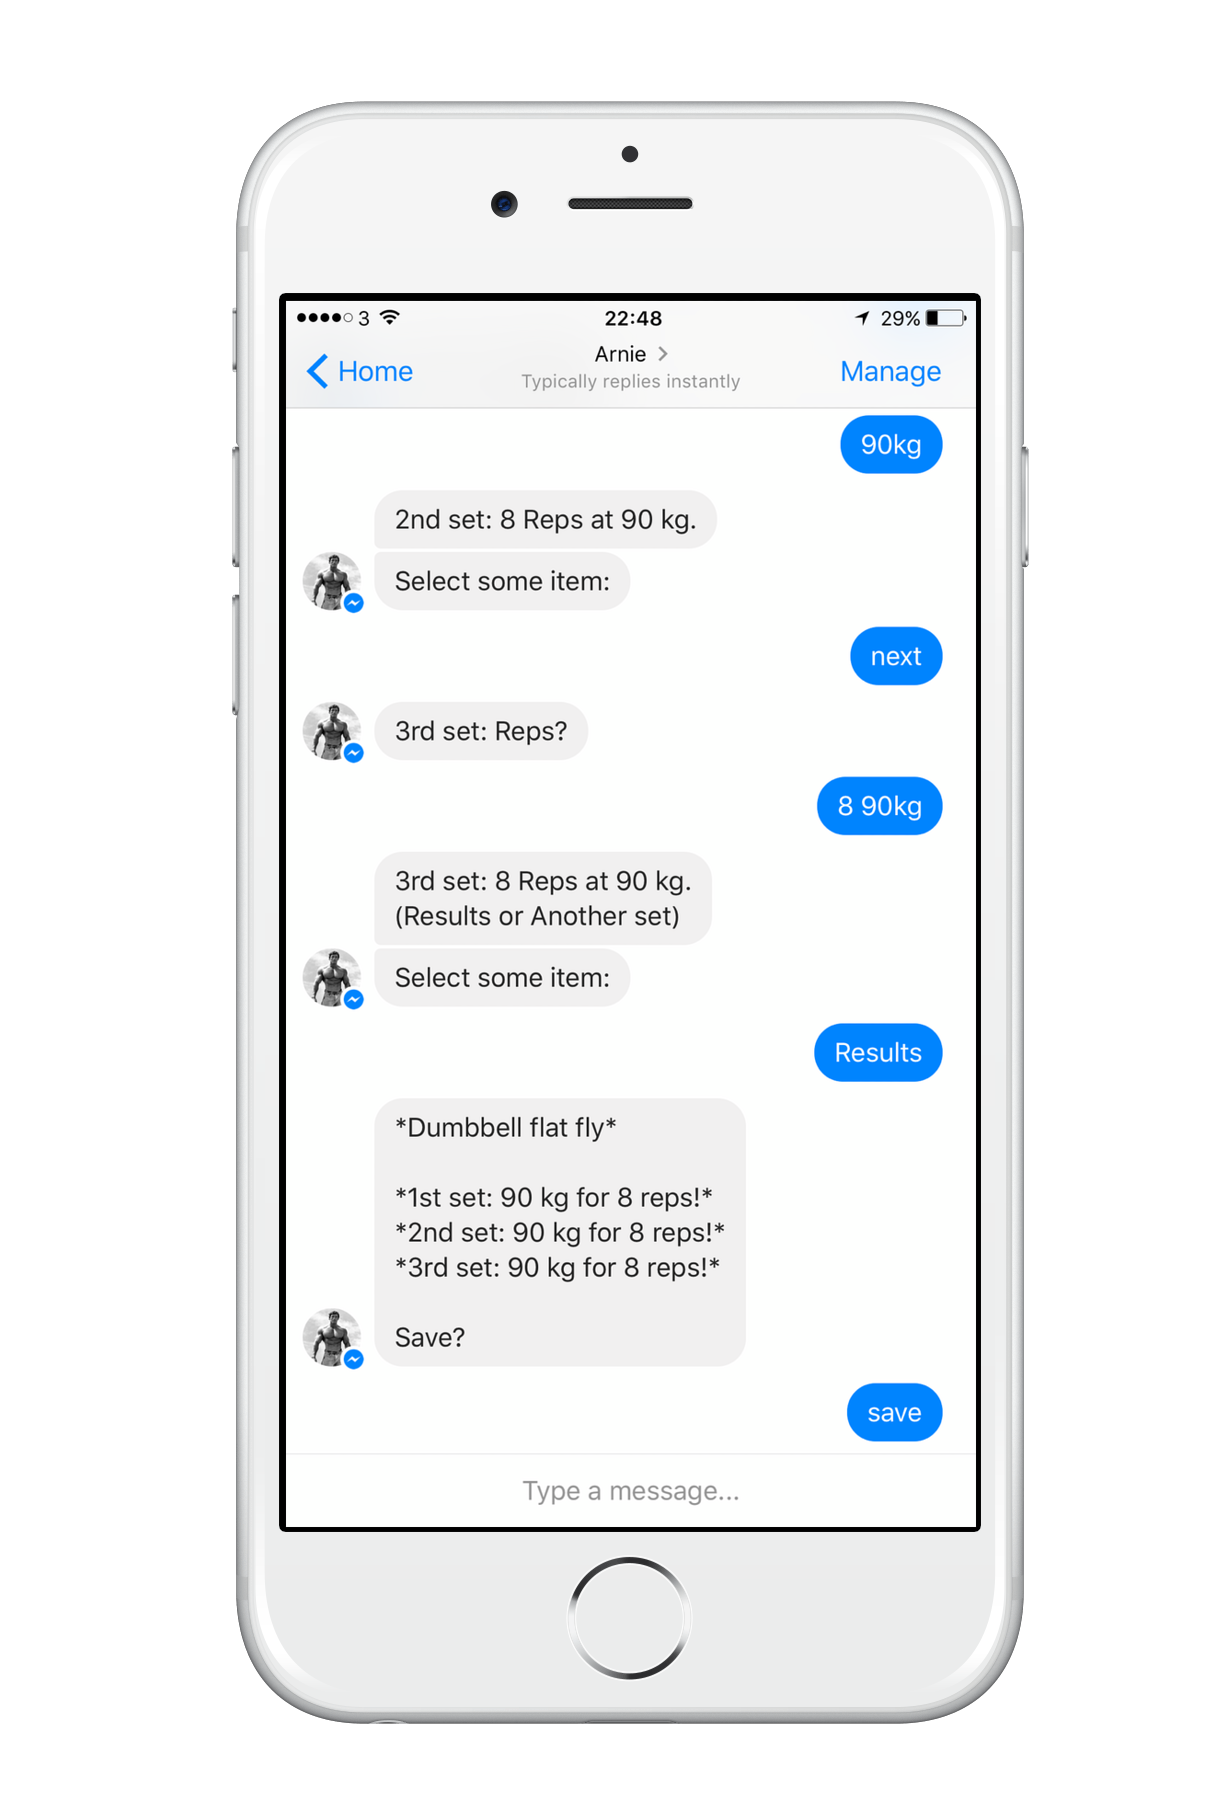 3
22:48
29%
Home
Arnie
Typically replies instantly
Manage
90kg
2nd set: 8 Reps at 90 kg.
Select some item:
next
3rd set: Reps?
8 90kg
3rd set: 8 Reps at 90 kg.
(Results or Another set)
Select some item:
Results
*Dumbbell flat fly*
*1st set: 90 kg for 8 reps!*
*2nd set: 90 kg for 8 reps!*
*3rd set: 90 kg for 8 reps!*
Save?
save
Type a message...